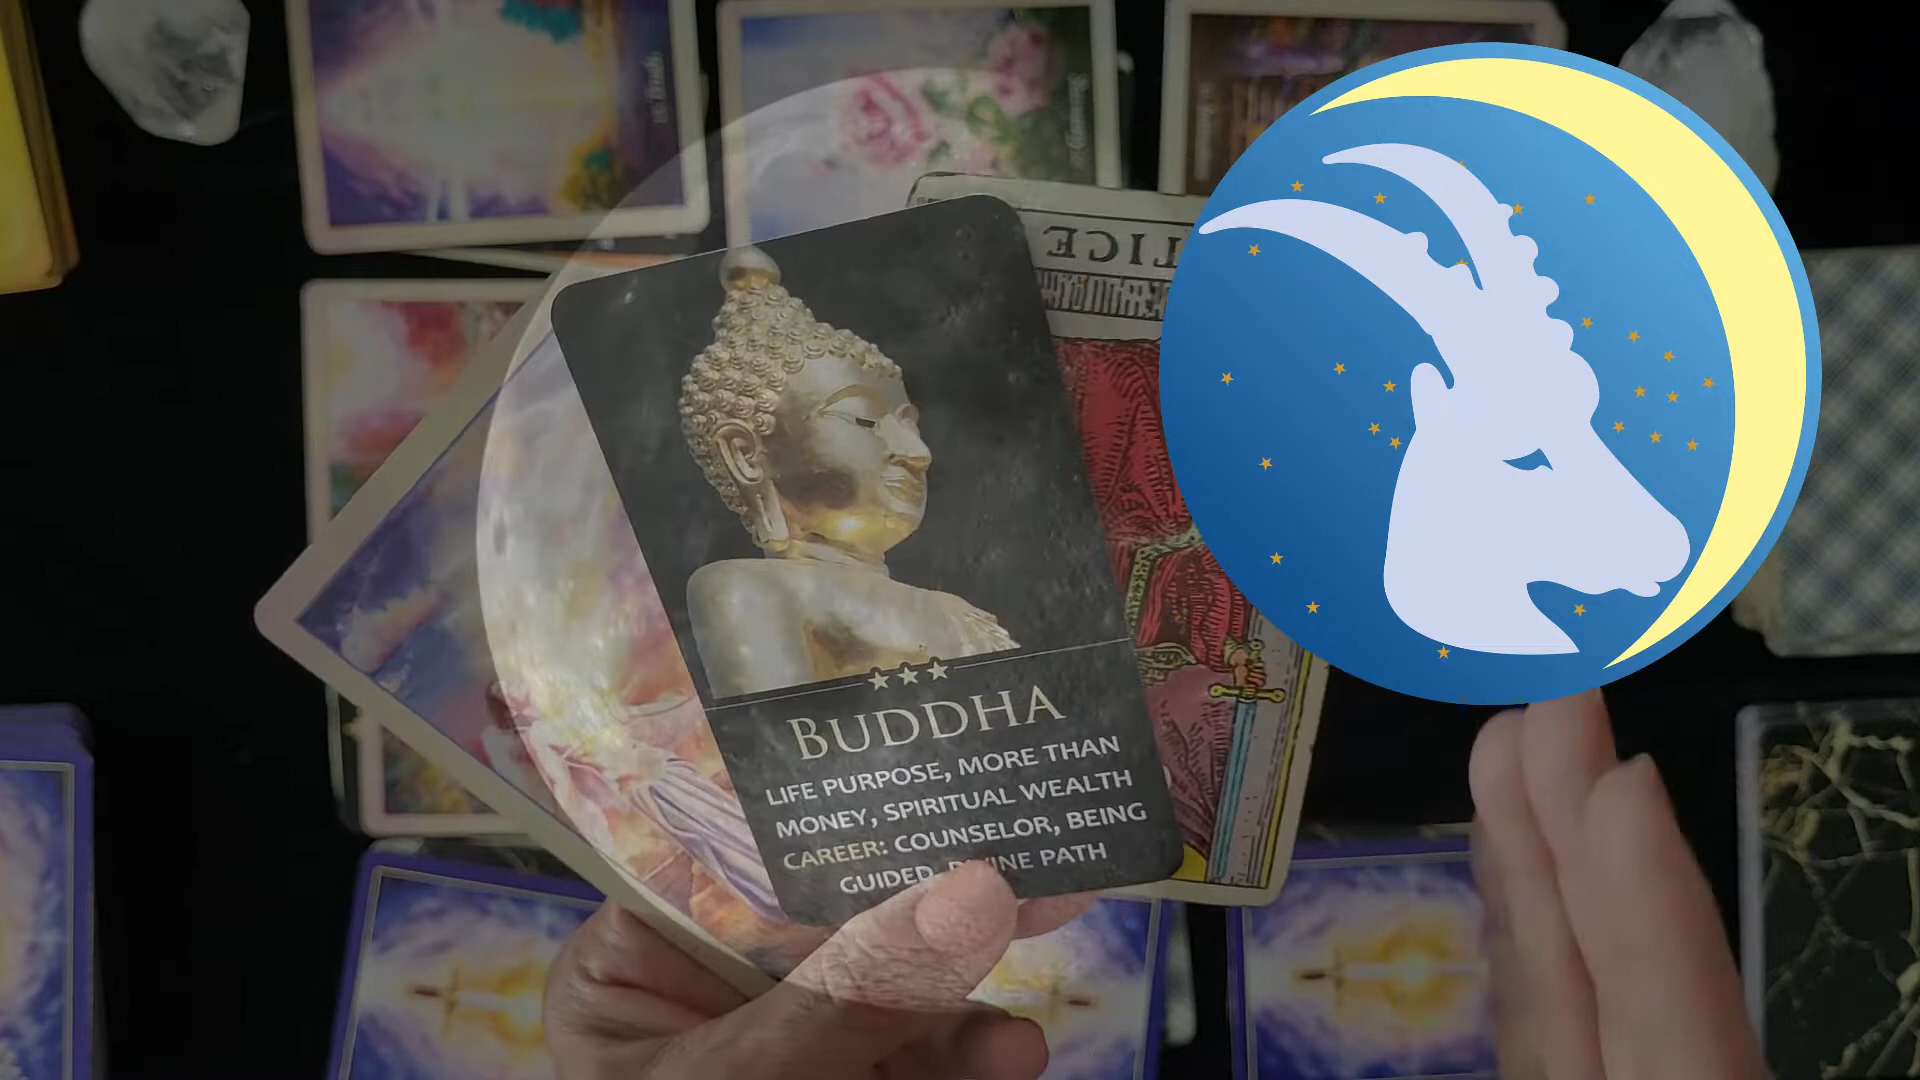 BUDDHA
LIFE PURPOSE, MORE THAN
MONEY, SPIRITUAL WEALTH
CAREER: COUNSELOR, BEING
GUIDED, DIVINE PATH